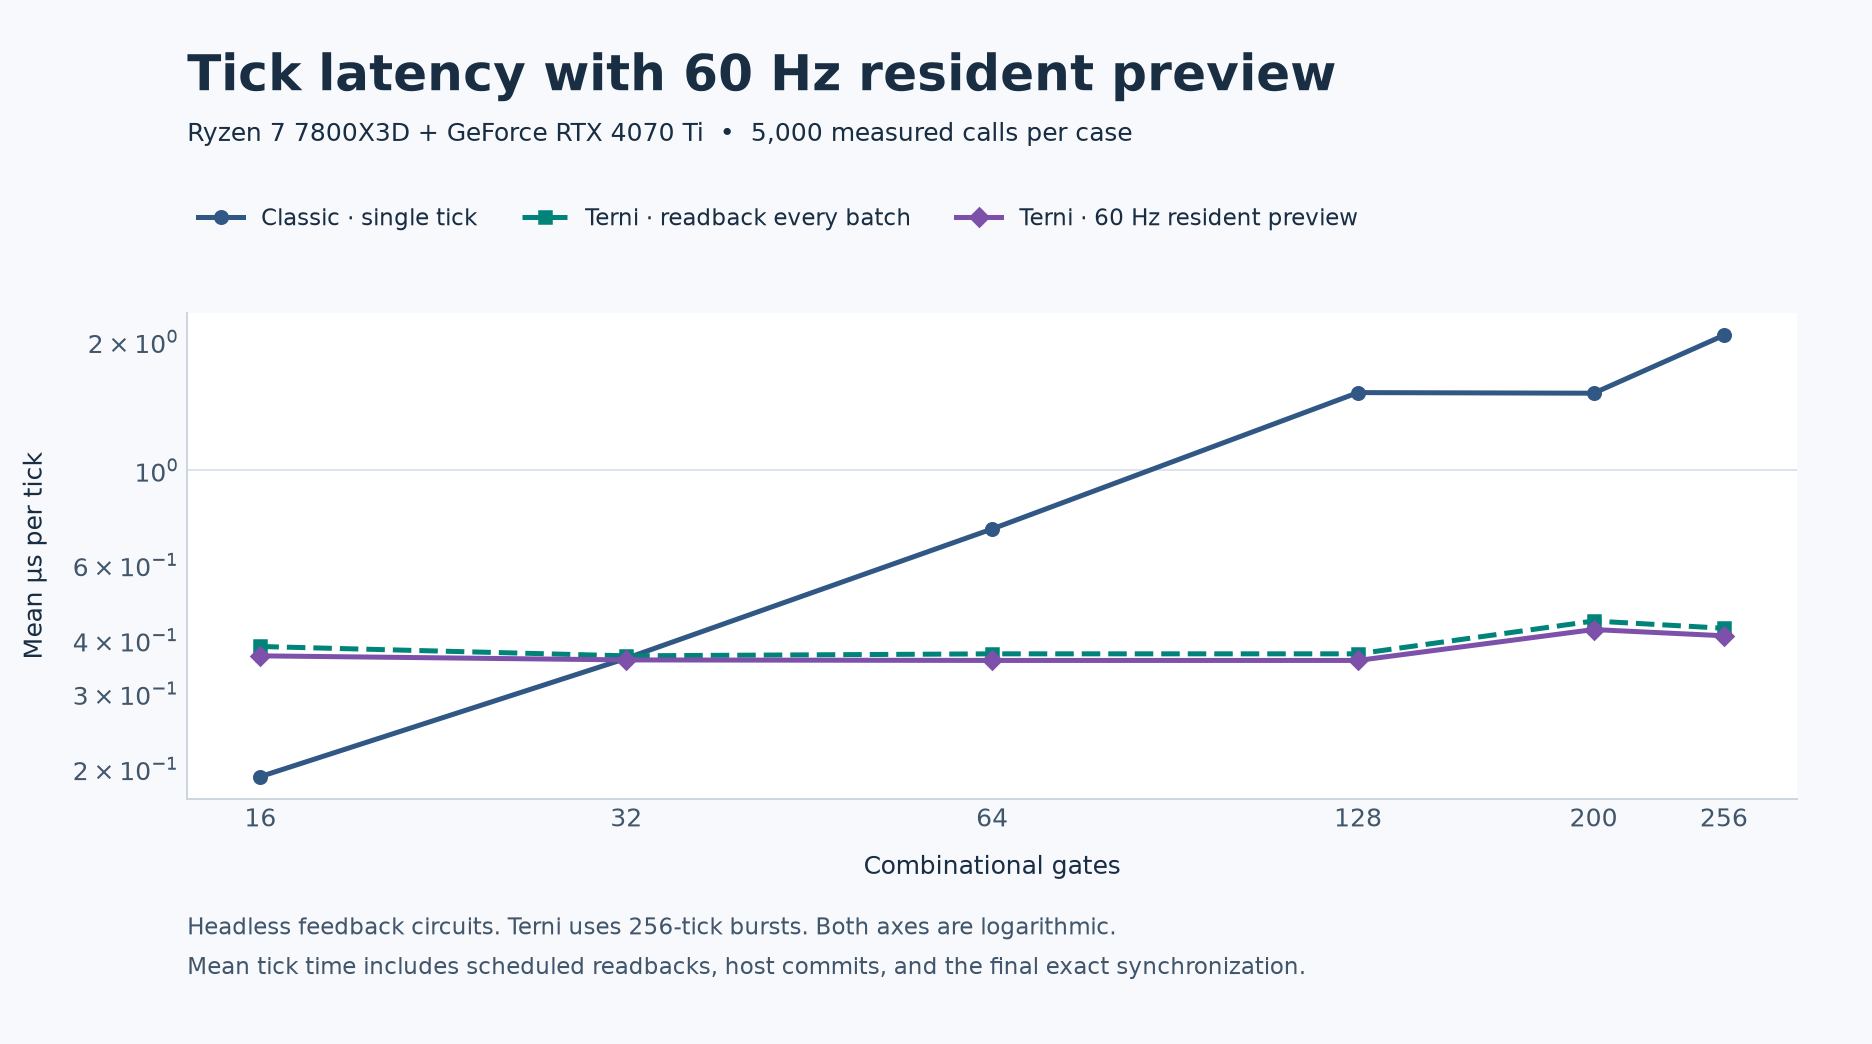 Tick latency with 60 Hz resident preview
Ryzen 7 7800X3D + GeForce RTX 4070 Ti • 5,000 measured calls per case
Classic · single tick
Terni · readback every batch
Terni · 60 Hz resident preview
Mean µs per tick
2 × 10⁰
10⁰
6 × 10⁻¹
4 × 10⁻¹
3 × 10⁻¹
2 × 10⁻¹
16 32 64 128 200 256
Combinational gates
Headless feedback circuits. Terni uses 256-tick bursts. Both axes are logarithmic.
Mean tick time includes scheduled readbacks, host commits, and the final exact synchronization.